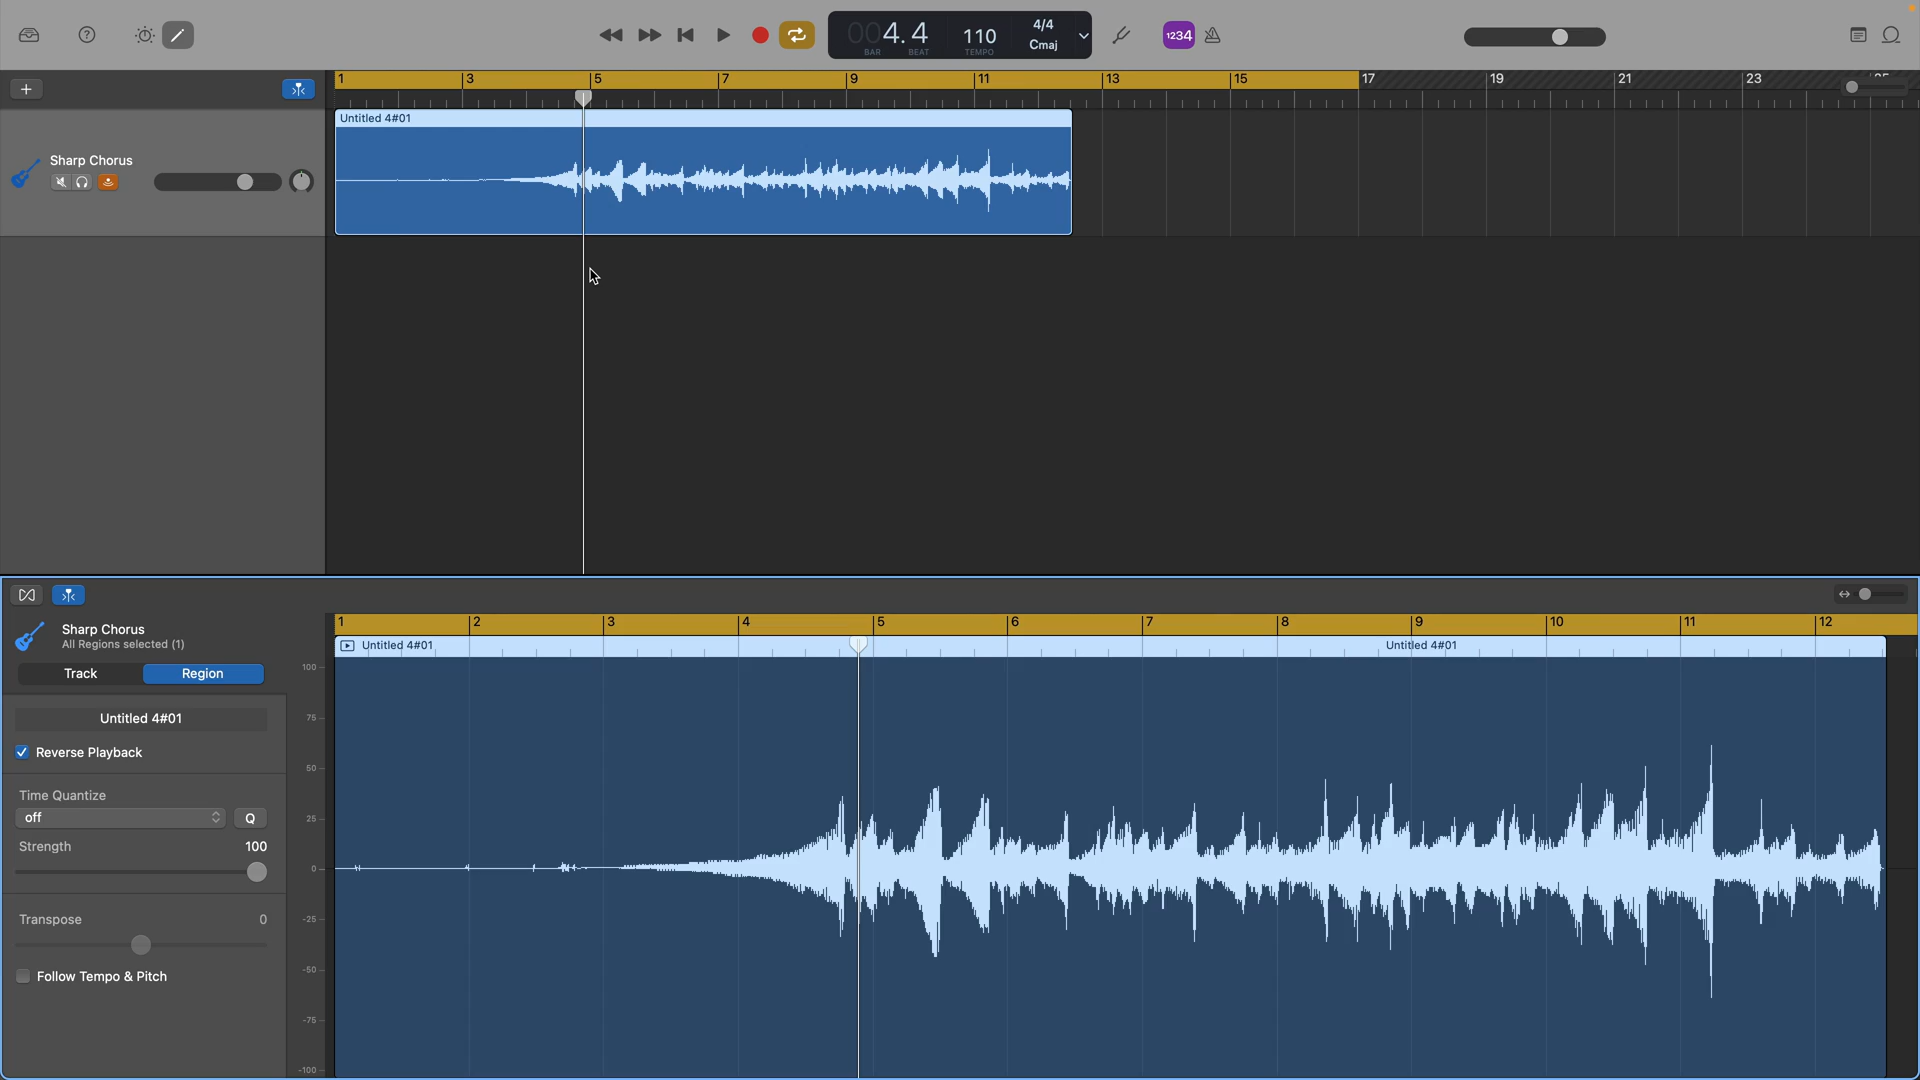 004.4
BAR BEAT
110
TEMPO
4/4
Cmaj
1234
1 3 5 7 9 11 13 15 17 19 21 23
Untitled 4#01
Sharp Chorus
1 2 3 4 5 6 7 8 9 10 11 12
Sharp Chorus
All Regions selected (1)
Untitled 4#01 Untitled 4#01
Track Region
Untitled 4#01
Reverse Playback
Time Quantize
off Q
Strength 100
Transpose 0
Follow Tempo & Pitch
100
75
50
25
0
-25
-50
-75
-100